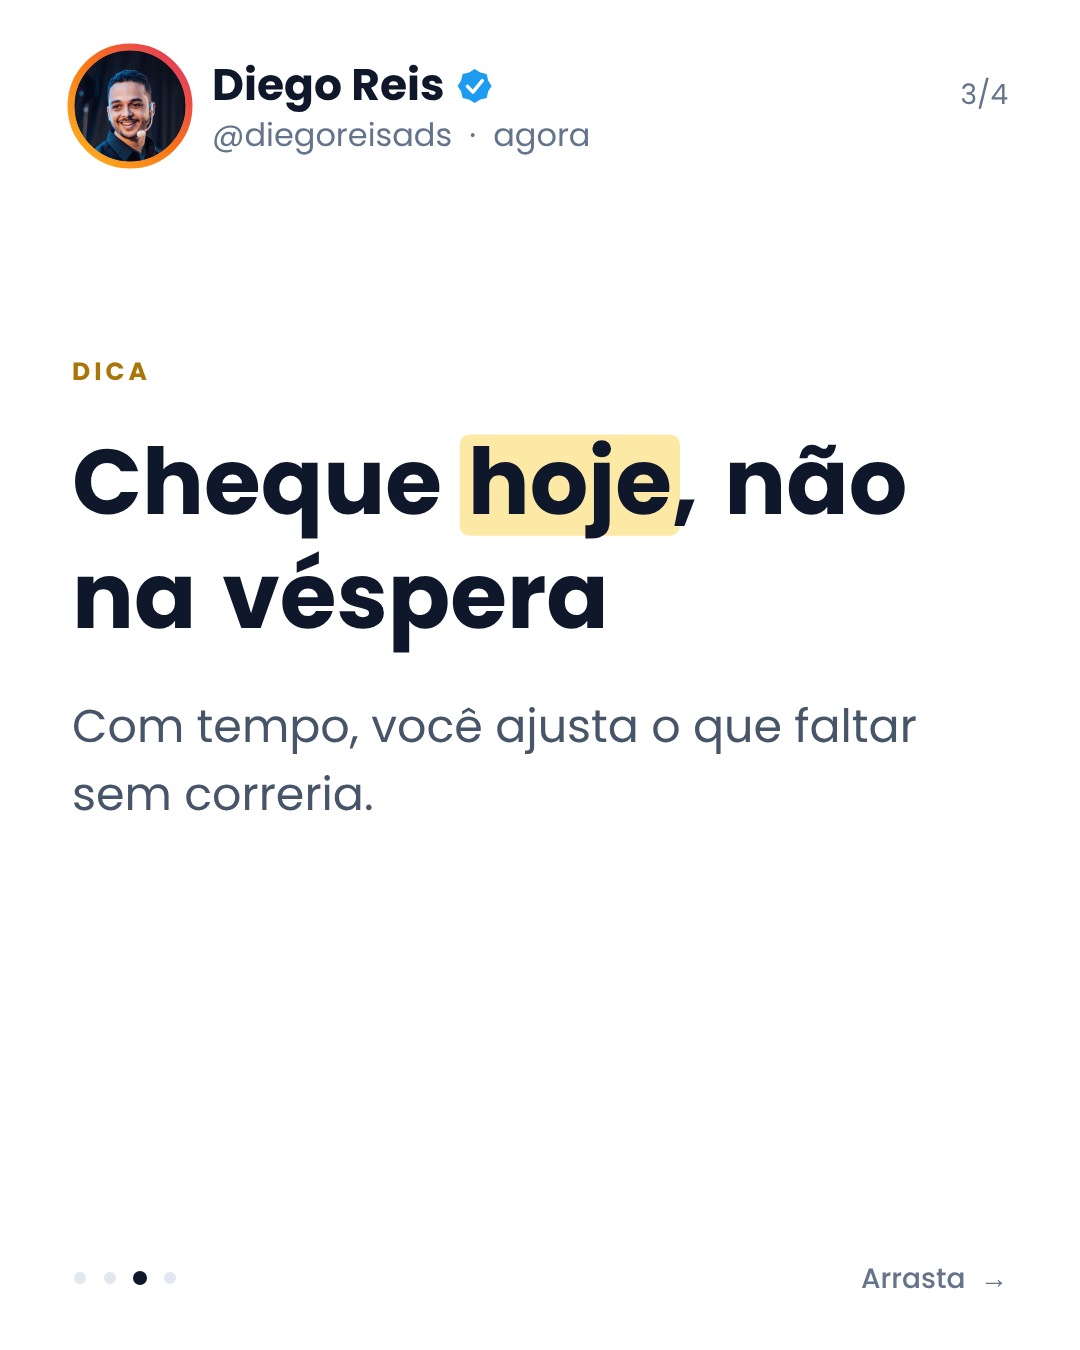 Diego Reis
@diegoreisads · agora
3/4
DICA
Cheque hoje, não
na véspera
Com tempo, você ajusta o que faltar
sem correria.
Arrasta →